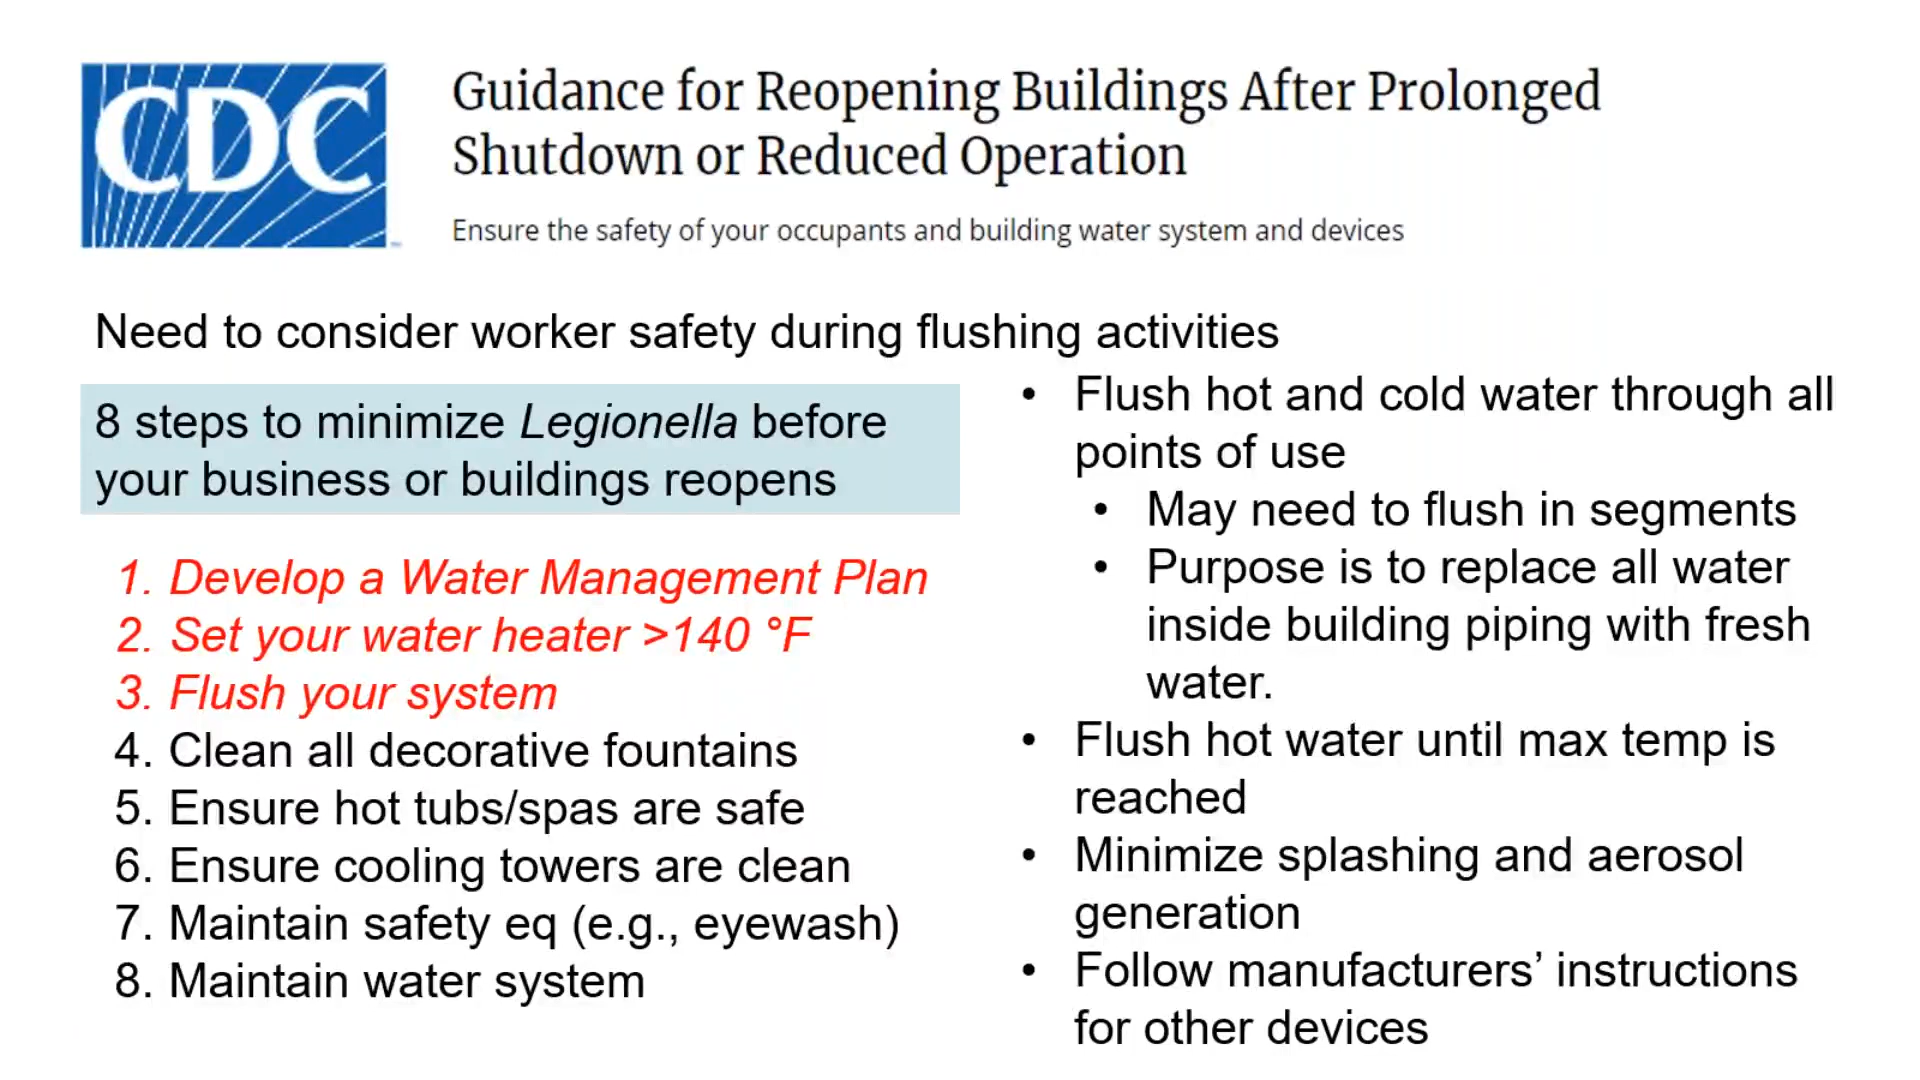 CDC
Guidance for Reopening Buildings After Prolonged
Shutdown or Reduced Operation
Ensure the safety of your occupants and building water system and devices
Need to consider worker safety during flushing activities
8 steps to minimize Legionella before
your business or buildings reopens
1. Develop a Water Management Plan
2. Set your water heater >140 °F
3. Flush your system
4. Clean all decorative fountains
5. Ensure hot tubs/spas are safe
6. Ensure cooling towers are clean
7. Maintain safety eq (e.g., eyewash)
8. Maintain water system
• Flush hot and cold water through all
points of use
• May need to flush in segments
• Purpose is to replace all water
inside building piping with fresh
water.
• Flush hot water until max temp is
reached
• Minimize splashing and aerosol
generation
• Follow manufacturers’ instructions
for other devices